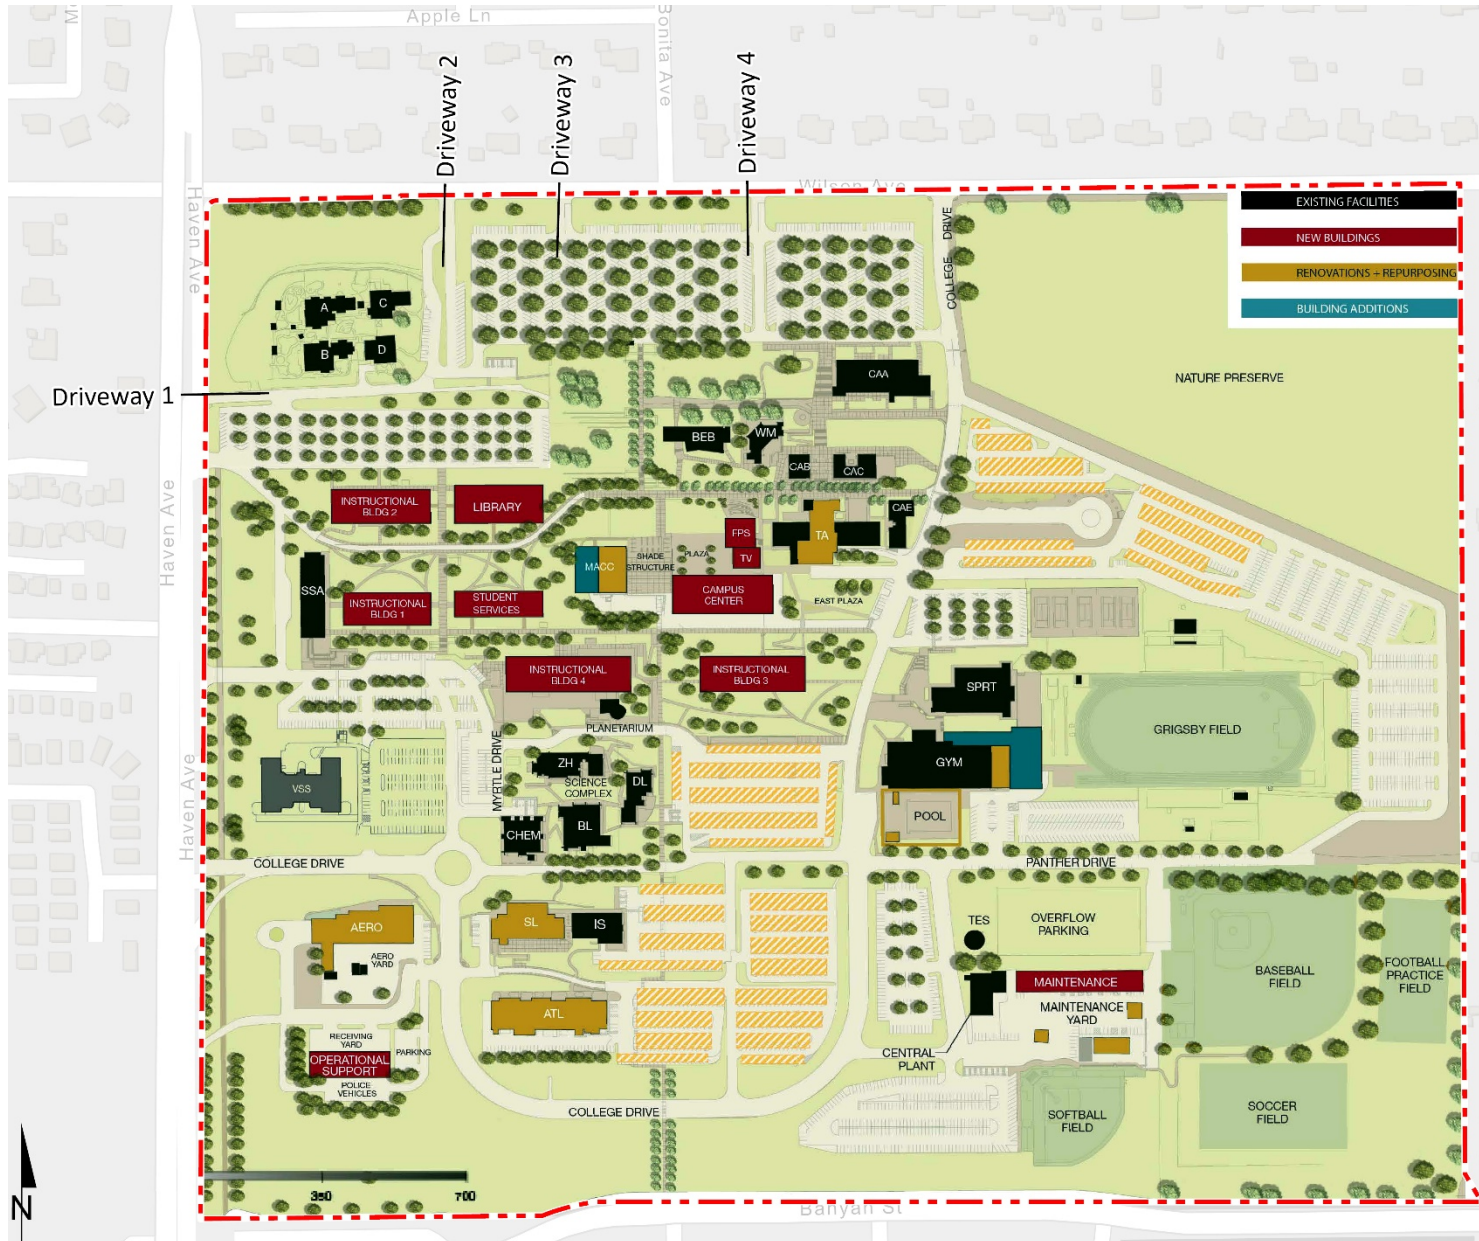 Apple Ln
Bonita Ave
Driveway 2
Driveway 3
Driveway 4
Wilson Ave
Haven Ave
COLLEGE DRIVE
EXISTING FACILITIES
NEW BUILDINGS
RENOVATIONS + REPURPOSING
BUILDING ADDITIONS
A
C
B
D
Driveway 1
CAA
NATURE PRESERVE
BEB
WM
CAB
CAC
INSTRUCTIONAL
BLDG 2
LIBRARY
Haven Ave
FPS
TV
TA
CAE
MACC
SHADE
STRUCTURE
PLAZA
SSA
INSTRUCTIONAL
BLDG 1
STUDENT
SERVICES
CAMPUS
CENTER
EAST PLAZA
INSTRUCTIONAL
BLDG 4
INSTRUCTIONAL
BLDG 3
SPRT
PLANETARIUM
GRIGSBY FIELD
MYRTLE DRIVE
ZH
SCIENCE
COMPLEX
DL
GYM
VSS
Haven Ave
CHEM
BL
POOL
COLLEGE DRIVE
PANTHER DRIVE
AERO
SL
IS
TES
OVERFLOW
PARKING
AERO
YARD
BASEBALL
FIELD
FOOTBALL
PRACTICE
FIELD
MAINTENANCE
MAINTENANCE
YARD
ATL
RECEIVING
YARD
PARKING
OPERATIONAL
SUPPORT
POLICE
VEHICLES
CENTRAL
PLANT
COLLEGE DRIVE
SOFTBALL
FIELD
SOCCER
FIELD
350
700
N
Banyan St